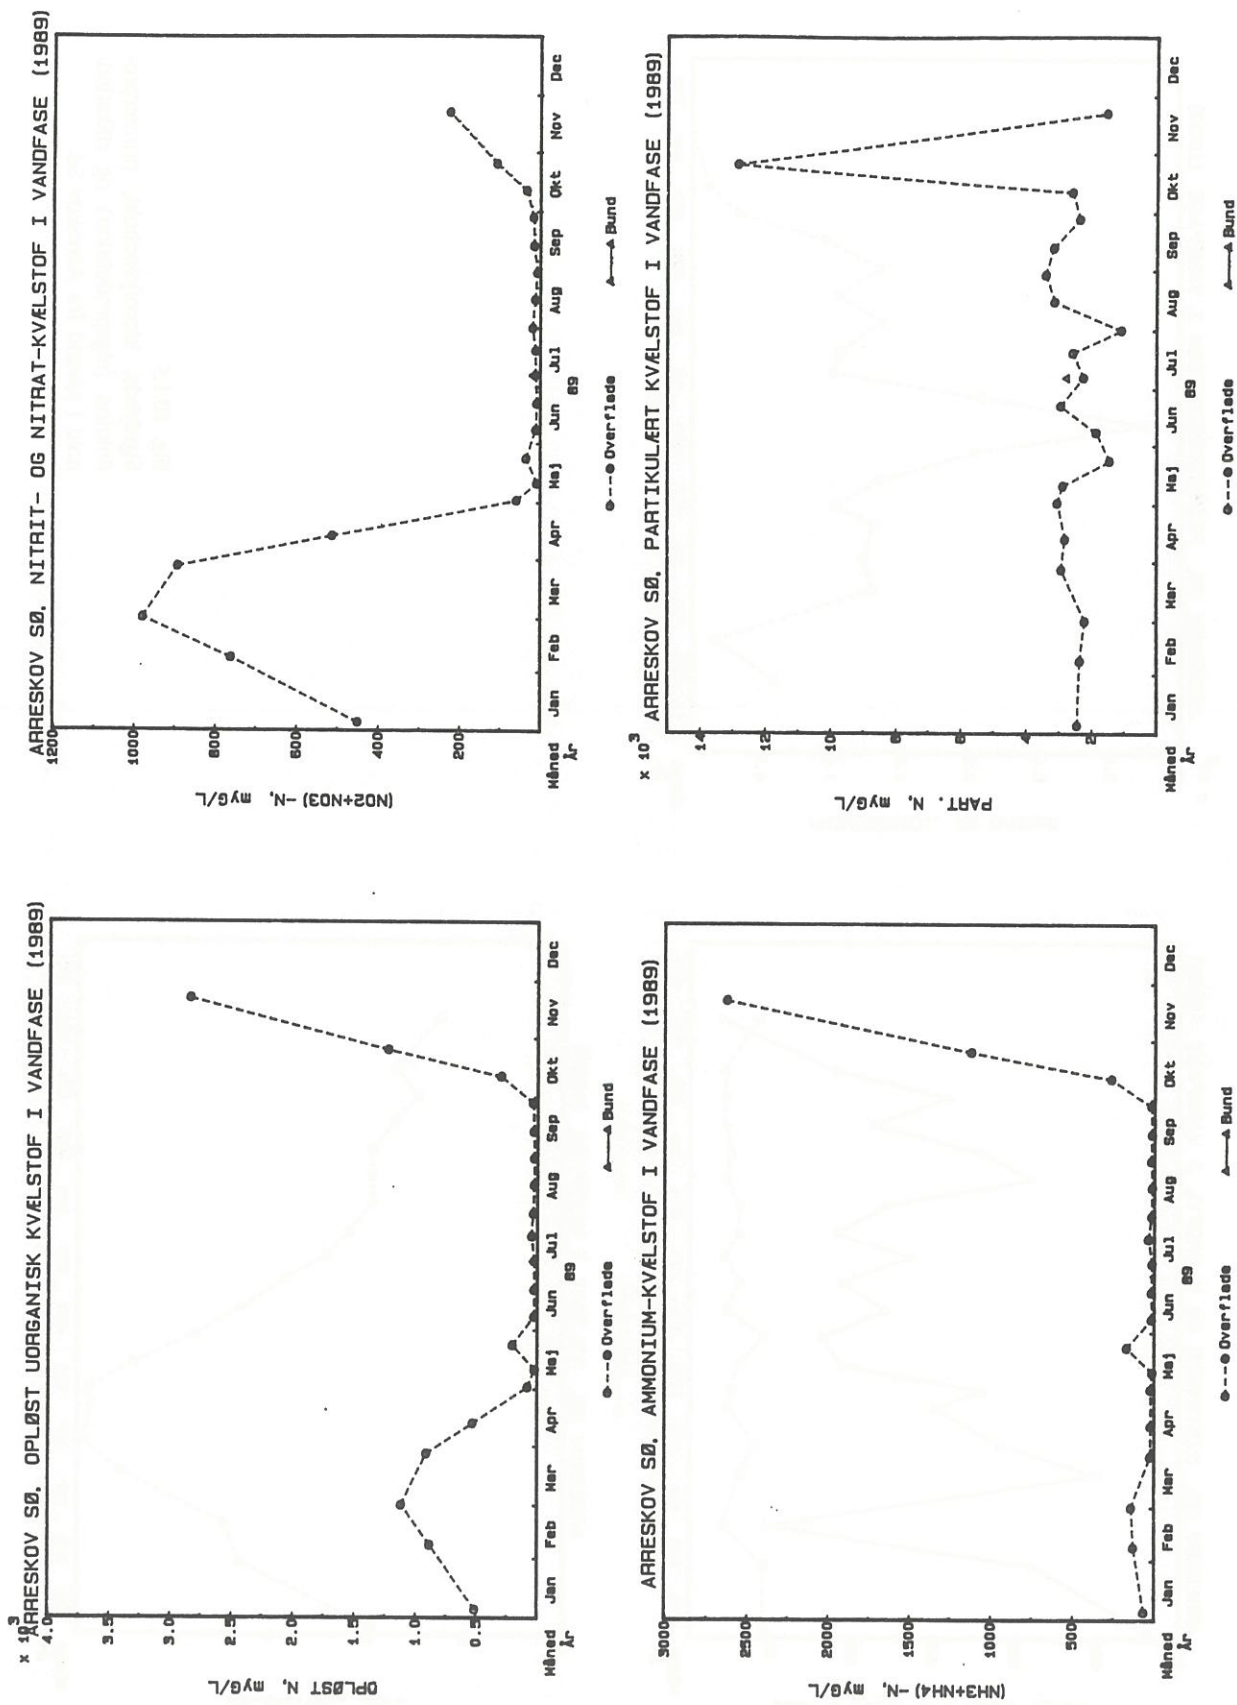 ARRESKOV SØ. OPLØST UORGANISK KVÆLSTOF I VANDFASE (1989)
× 10³
4.0
3.5
3.0
2.5
2.0
1.5
1.0
0.5
OPLØST N, myG/L
Måned
År
Jan Feb Mar Apr Maj Jun Jul Aug Sep Okt Nov Dec
89
Overflade
Bund
ARRESKOV SØ. NITRIT- OG NITRAT-KVÆLSTOF I VANDFASE (1989)
1200
1000
800
600
400
200
(NO2+NO3)-N, myG/L
Måned
År
Jan Feb Mar Apr Maj Jun Jul Aug Sep Okt Nov Dec
89
Overflade
Bund
ARRESKOV SØ. AMMONIUM-KVÆLSTOF I VANDFASE (1989)
3000
2500
2000
1500
1000
500
(NH3+NH4)-N, myG/L
Måned
År
Jan Feb Mar Apr Maj Jun Jul Aug Sep Okt Nov Dec
89
Overflade
Bund
ARRESKOV SØ. PARTIKULÆRT KVÆLSTOF I VANDFASE (1989)
× 10³
14
12
10
8
6
4
2
PART. N, myG/L
Måned
År
Jan Feb Mar Apr Maj Jun Jul Aug Sep Okt Nov Dec
89
Overflade
Bund